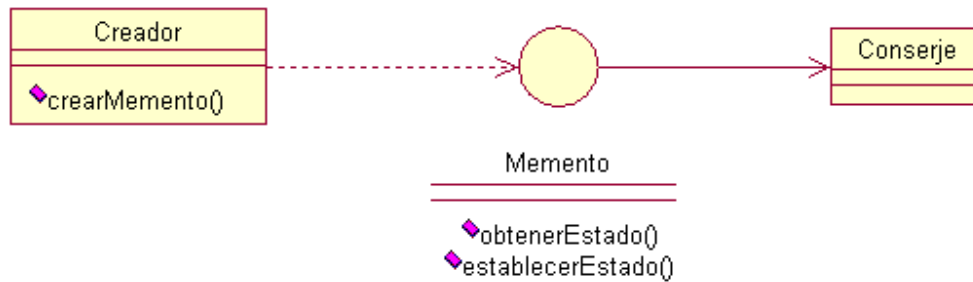 Creador
crearMemento()
Memento
obtenerEstado()
establecerEstado()
Conserje